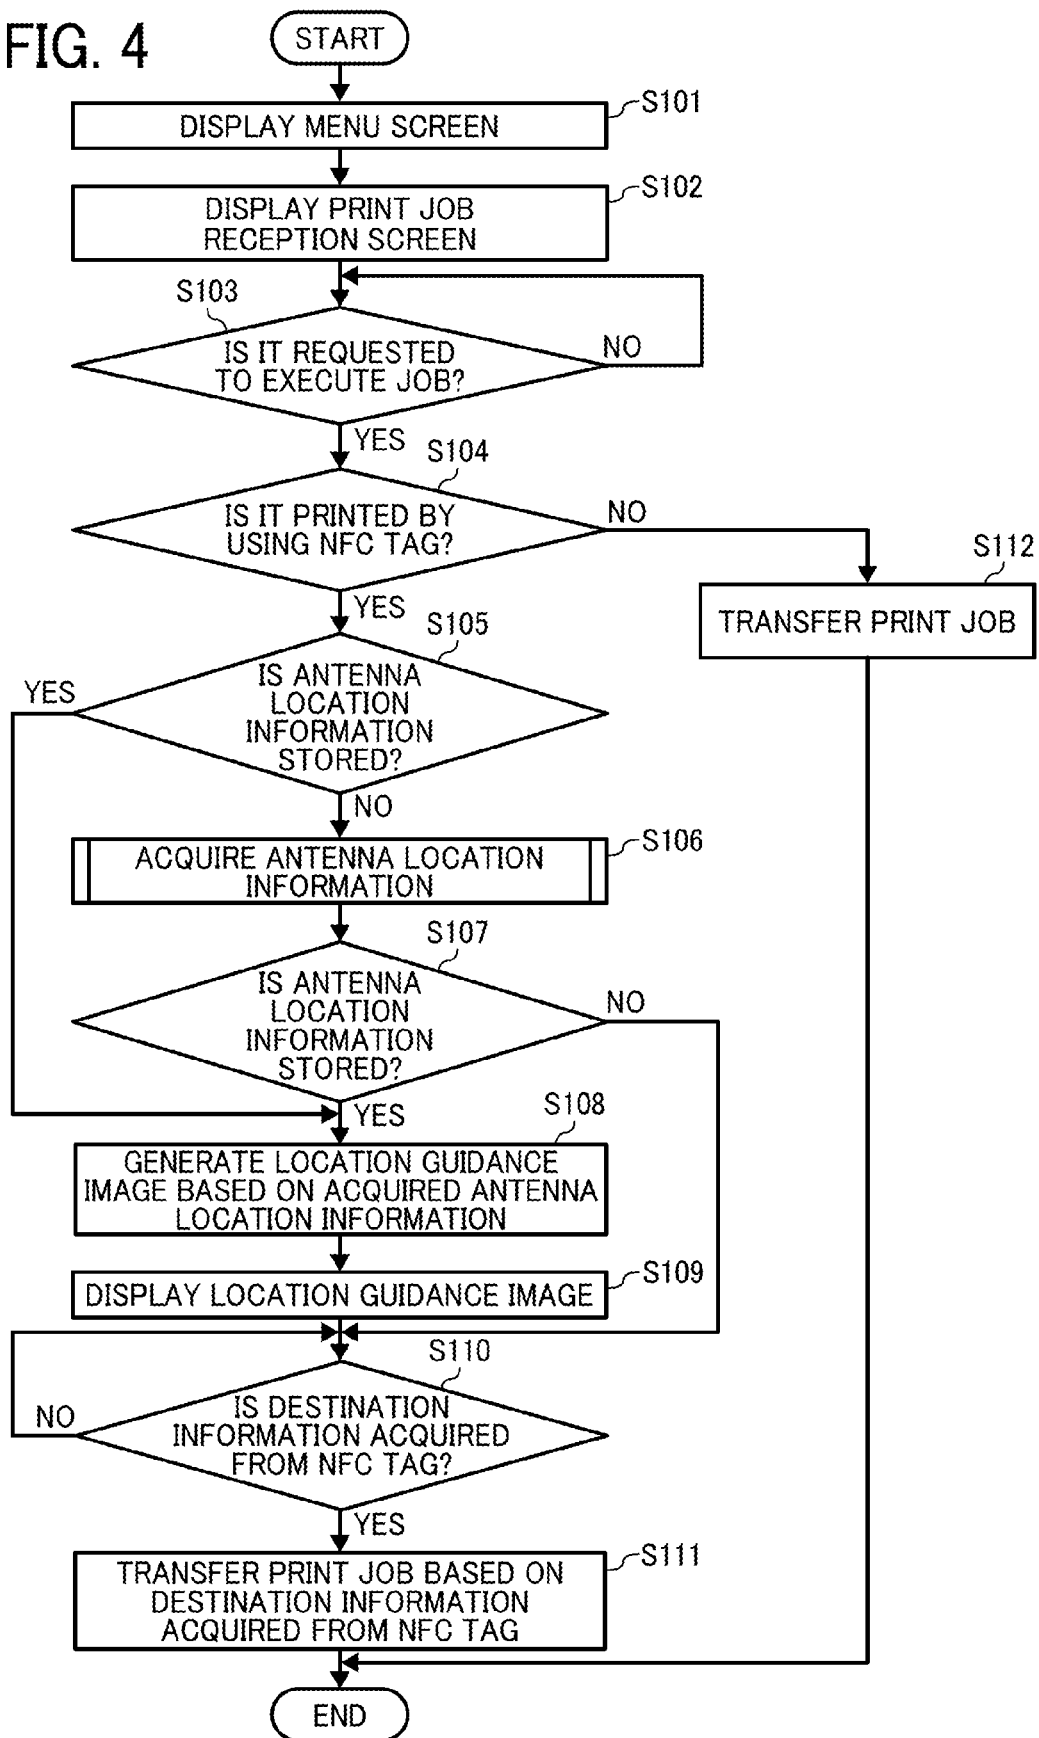 FIG. 4
START
S101
DISPLAY MENU SCREEN
S102
DISPLAY PRINT JOB
RECEPTION SCREEN
S103
IS IT REQUESTED
TO EXECUTE JOB?
NO
YES
S104
IS IT PRINTED BY
USING NFC TAG?
NO
S112
TRANSFER PRINT JOB
YES
S105
IS ANTENNA
LOCATION
INFORMATION
STORED?
YES
NO
S106
ACQUIRE ANTENNA LOCATION
INFORMATION
S107
IS ANTENNA
LOCATION
INFORMATION
STORED?
NO
YES
S108
GENERATE LOCATION GUIDANCE
IMAGE BASED ON ACQUIRED ANTENNA
LOCATION INFORMATION
S109
DISPLAY LOCATION GUIDANCE IMAGE
S110
IS DESTINATION
INFORMATION ACQUIRED
FROM NFC TAG?
NO
YES
S111
TRANSFER PRINT JOB BASED ON
DESTINATION INFORMATION
ACQUIRED FROM NFC TAG
END